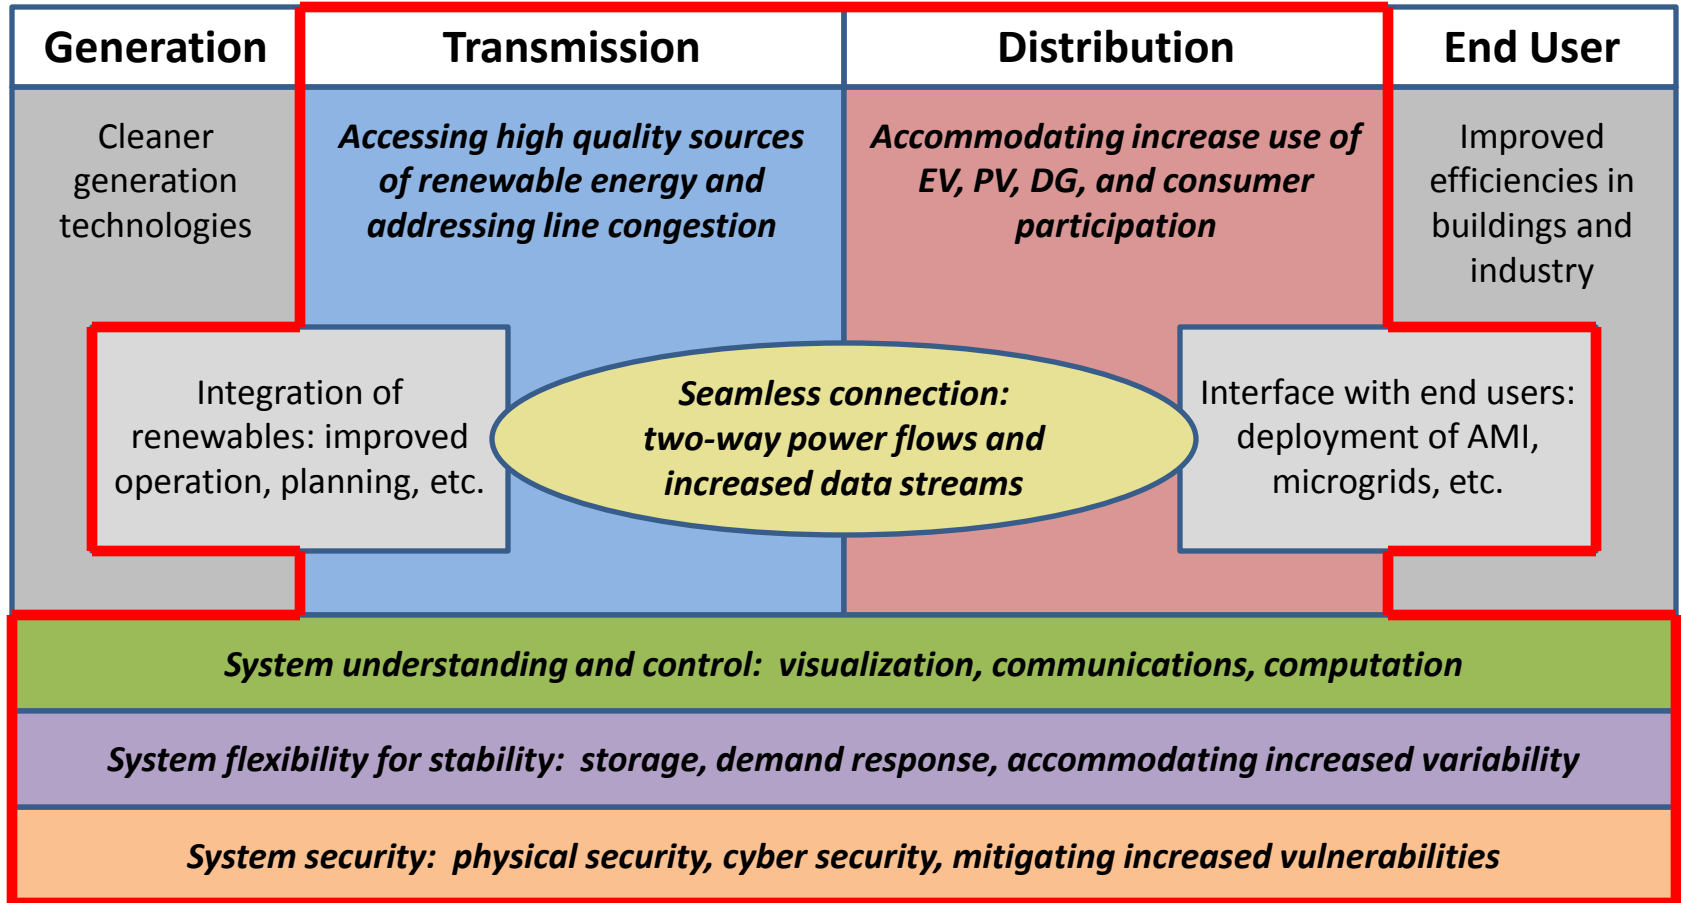 Generation
Transmission
Distribution
End User
Cleaner
generation
technologies
Accessing high quality sources
of renewable energy and
addressing line congestion
Accommodating increase use of
EV, PV, DG, and consumer
participation
Improved
efficiencies in
buildings and
industry
Integration of
renewables: improved
operation, planning, etc.
Seamless connection:
two-way power flows and
increased data streams
Interface with end users:
deployment of AMI,
microgrids, etc.
System understanding and control:  visualization, communications, computation
System flexibility for stability:  storage, demand response, accommodating increased variability
System security:  physical security, cyber security, mitigating increased vulnerabilities